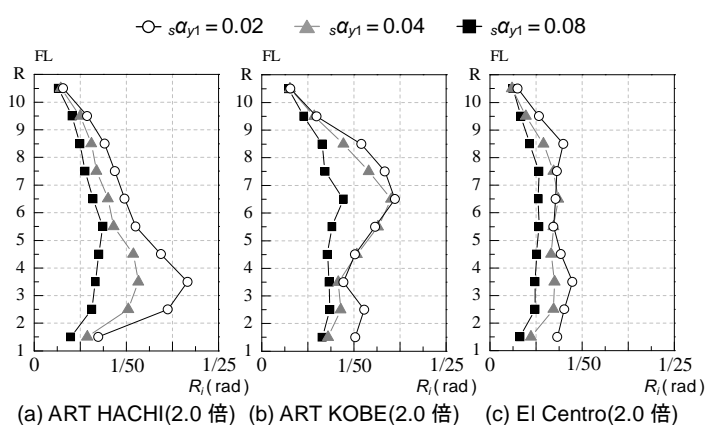 sαy1 = 0.02 sαy1 = 0.04 sαy1 = 0.08
FL FL FL
R R R
10 10 10
9 9 9
8 8 8
7 7 7
6 6 6
5 5 5
4 4 4
3 3 3
2 2 2
1 1 1
0 1/50 1/25 0 1/50 1/25 0 1/50 1/25
Ri ( rad ) Ri ( rad ) Ri ( rad )
(a) ART HACHI(2.0 倍) (b) ART KOBE(2.0 倍) (c) El Centro(2.0 倍)